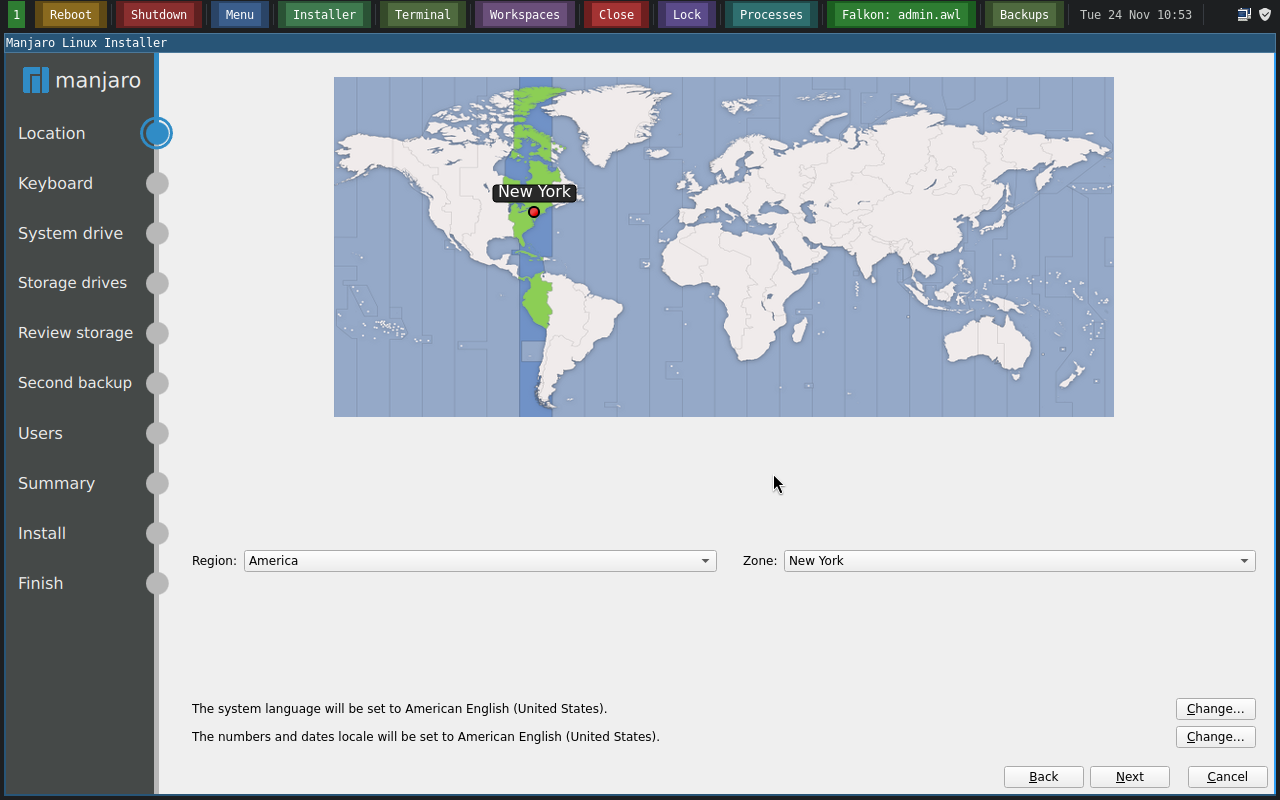 1 Reboot Shutdown Menu Installer Terminal Workspaces Close Lock Processes Falkon: admin.awl Backups Tue 24 Nov 10:53
Manjaro Linux Installer
manjaro
Location
Keyboard
System drive
Storage drives
Review storage
Second backup
Users
Summary
Install
Finish
New York
Region: America Zone: New York
The system language will be set to American English (United States). Change...
The numbers and dates locale will be set to American English (United States). Change...
Back Next Cancel